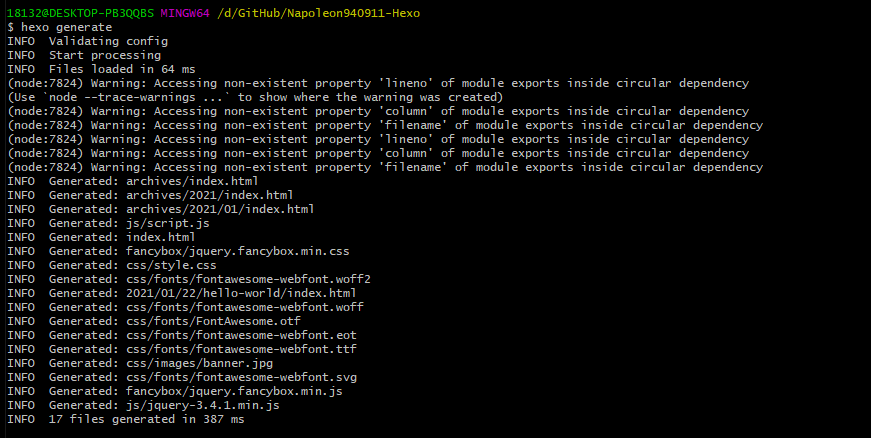 18132@DESKTOP-PB3QQBS MINGW64 /d/GitHub/Napoleon940911-Hexo
$ hexo generate
INFO  Validating config
INFO  Start processing
INFO  Files loaded in 64 ms
(node:7824) Warning: Accessing non-existent property 'lineno' of module exports inside circular dependency
(Use `node --trace-warnings ...` to show where the warning was created)
(node:7824) Warning: Accessing non-existent property 'column' of module exports inside circular dependency
(node:7824) Warning: Accessing non-existent property 'filename' of module exports inside circular dependency
(node:7824) Warning: Accessing non-existent property 'lineno' of module exports inside circular dependency
(node:7824) Warning: Accessing non-existent property 'column' of module exports inside circular dependency
(node:7824) Warning: Accessing non-existent property 'filename' of module exports inside circular dependency
INFO  Generated: archives/index.html
INFO  Generated: archives/2021/index.html
INFO  Generated: archives/2021/01/index.html
INFO  Generated: js/script.js
INFO  Generated: index.html
INFO  Generated: fancybox/jquery.fancybox.min.css
INFO  Generated: css/style.css
INFO  Generated: css/fonts/fontawesome-webfont.woff2
INFO  Generated: 2021/01/22/hello-world/index.html
INFO  Generated: css/fonts/fontawesome-webfont.woff
INFO  Generated: css/fonts/FontAwesome.otf
INFO  Generated: css/fonts/fontawesome-webfont.eot
INFO  Generated: css/fonts/fontawesome-webfont.ttf
INFO  Generated: css/images/banner.jpg
INFO  Generated: css/fonts/fontawesome-webfont.svg
INFO  Generated: fancybox/jquery.fancybox.min.js
INFO  Generated: js/jquery-3.4.1.min.js
INFO  17 files generated in 387 ms